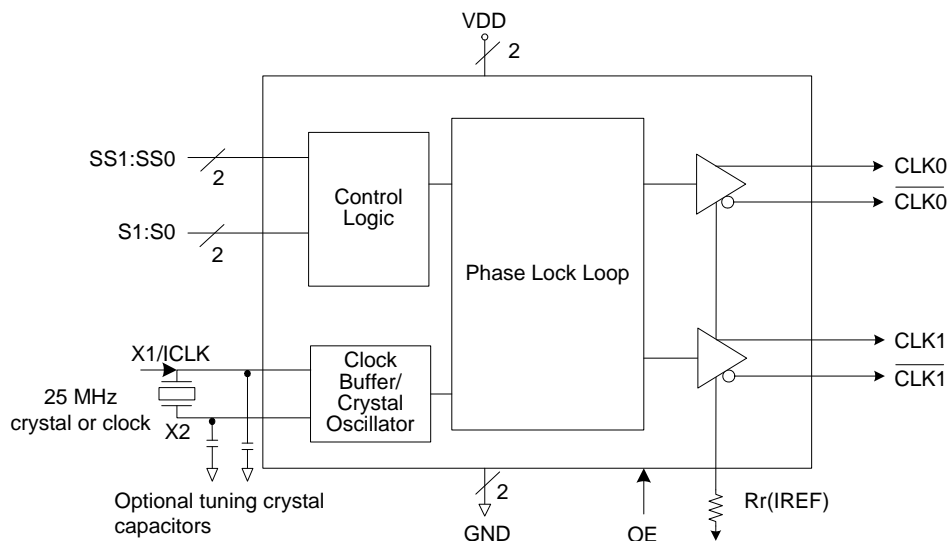 VDD
2
SS1:SS0
2
CLK0
CLK0
Control
Logic
S1:S0
2
Phase Lock Loop
CLK1
CLK1
X1/ICLK
Clock
Buffer/
Crystal
Oscillator
25 MHz
crystal or clock
X2
Optional tuning crystal
capacitors
2
GND
OE
Rr(IREF)